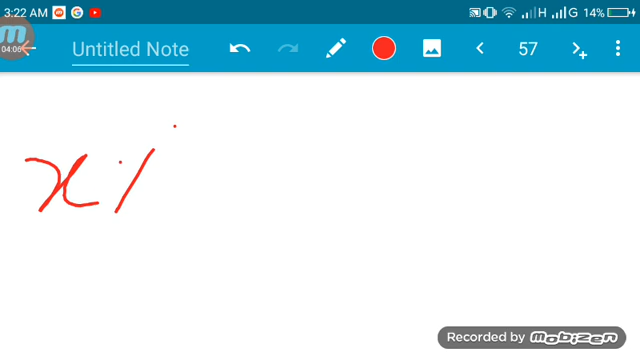 3:22 AM H G 14%
m 04:06 Untitled Note 57
x
Recorded by mobizen